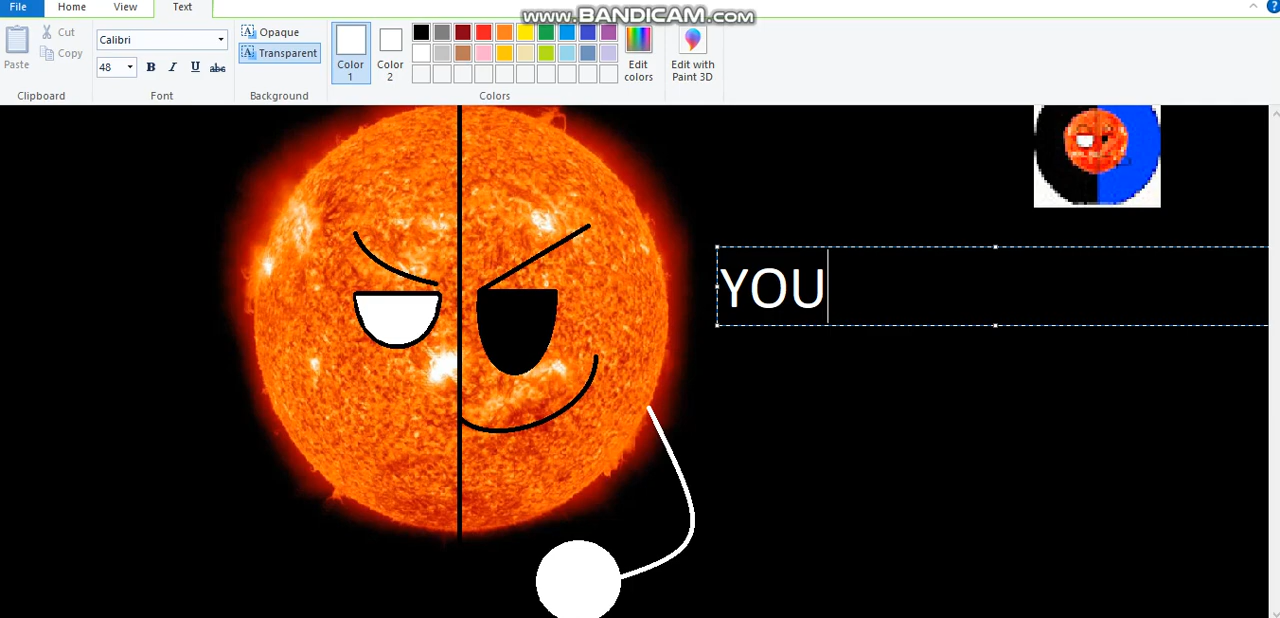 File Home View Text
www.BANDICAM.com
Paste
Cut
Copy
Clipboard
Calibri
48 B I U abc
Font
Opaque
Transparent
Background
Color 1
Color 2
Edit colors
Colors
Edit with Paint 3D
YOU